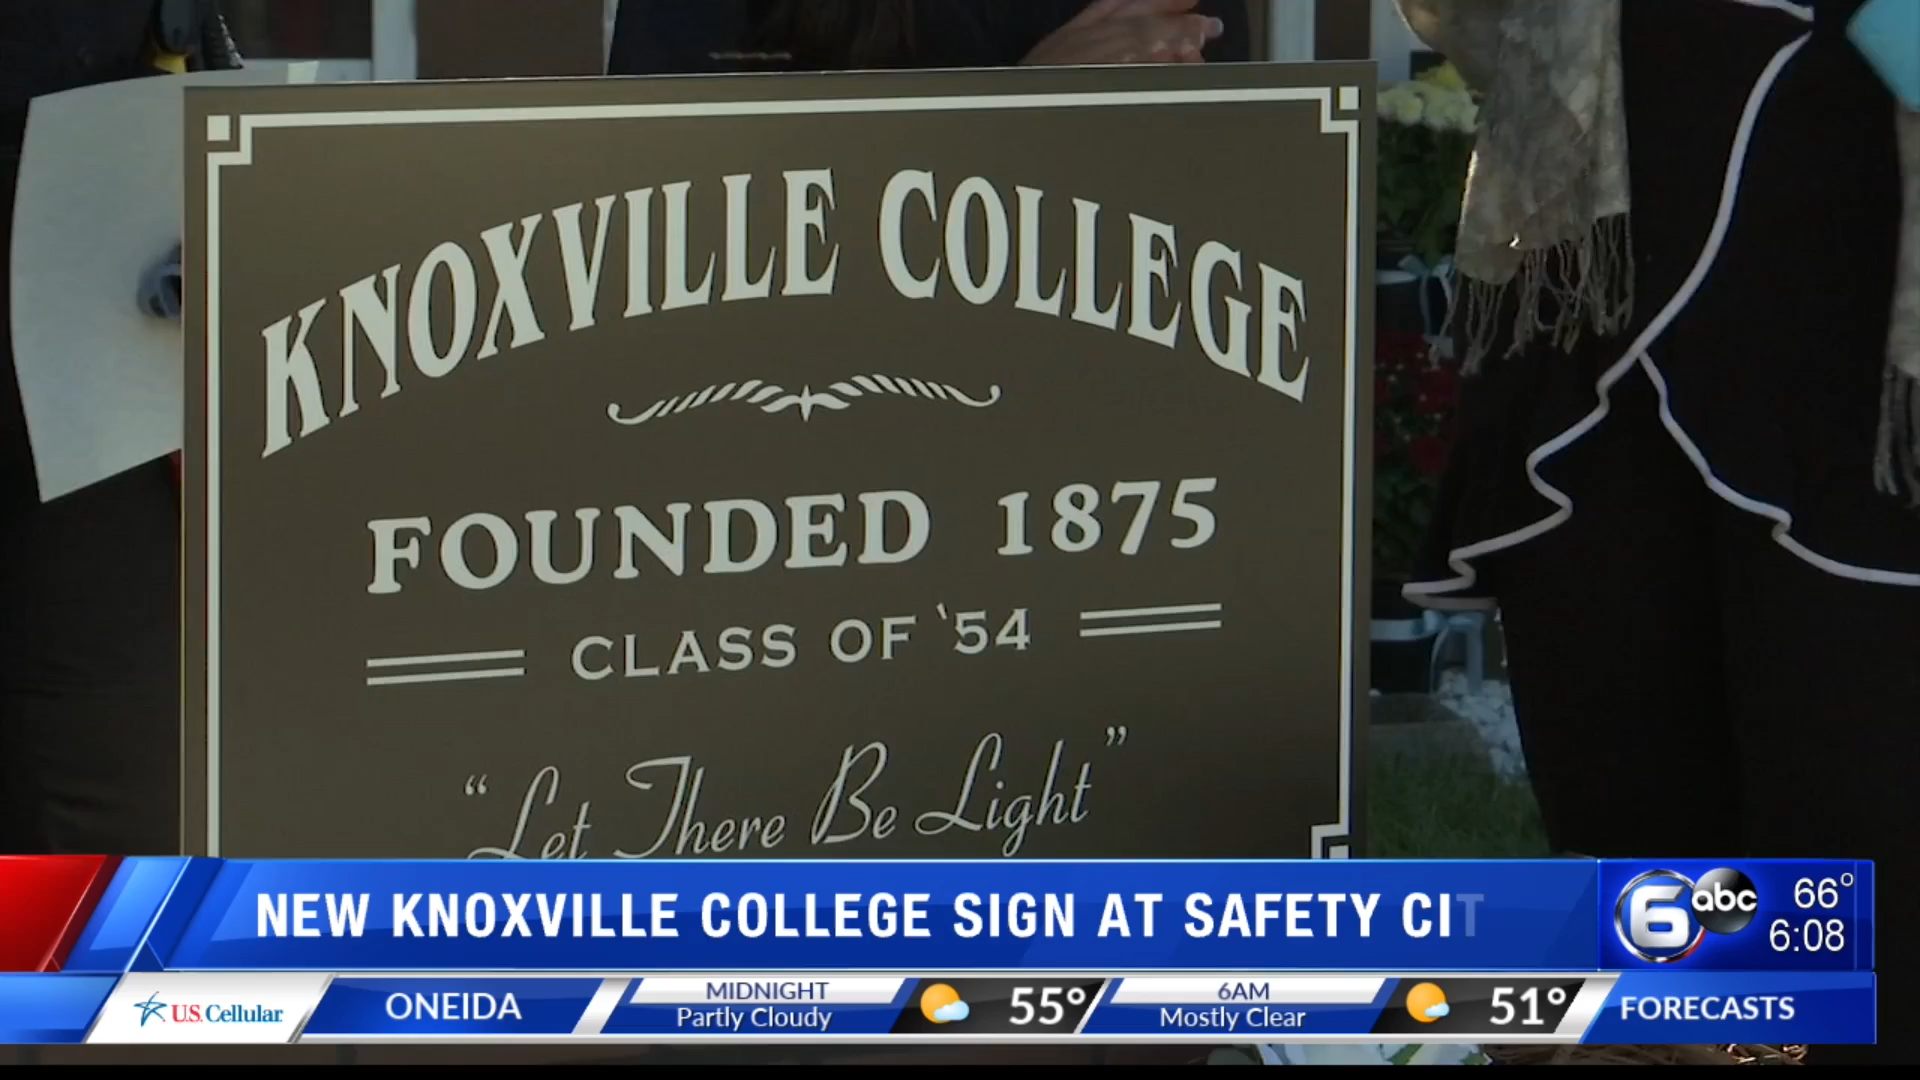 KNOXVILLE COLLEGE
FOUNDED 1875
CLASS OF '54
“Let There Be Light”
NEW KNOXVILLE COLLEGE SIGN AT SAFETY CIT
6 abc
66°
6:08
U.S. Cellular
ONEIDA
MIDNIGHT
Partly Cloudy
55°
6AM
Mostly Clear
51°
FORECASTS